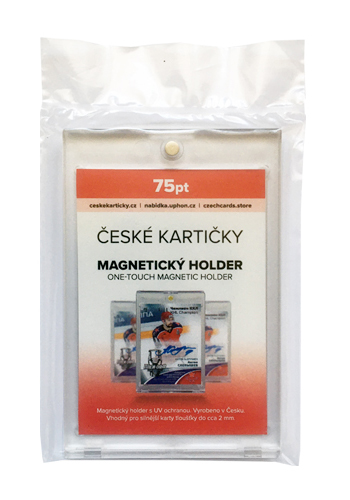 75pt
ceskekarticky.cz | nabidka.uphon.cz | czechcards.store
ČESKÉ KARTIČKY
MAGNETICKÝ HOLDER
ONE-TOUCH MAGNETIC HOLDER
Magnetický holder s UV ochranou. Vyrobeno v Česku.
Vhodný pro silnější karty tloušťky do cca 2 mm